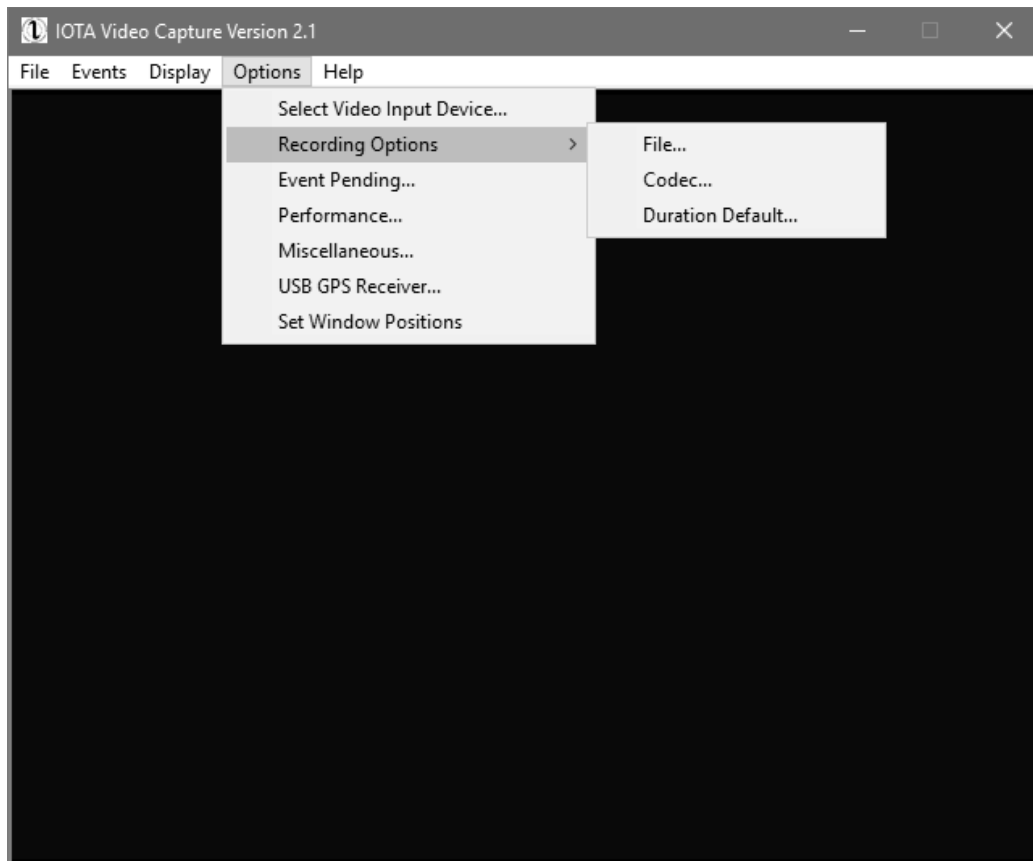 IOTA Video Capture Version 2.1
File Events Display Options Help
Select Video Input Device...
Recording Options
Event Pending...
Performance...
Miscellaneous...
USB GPS Receiver...
Set Window Positions
File...
Codec...
Duration Default...